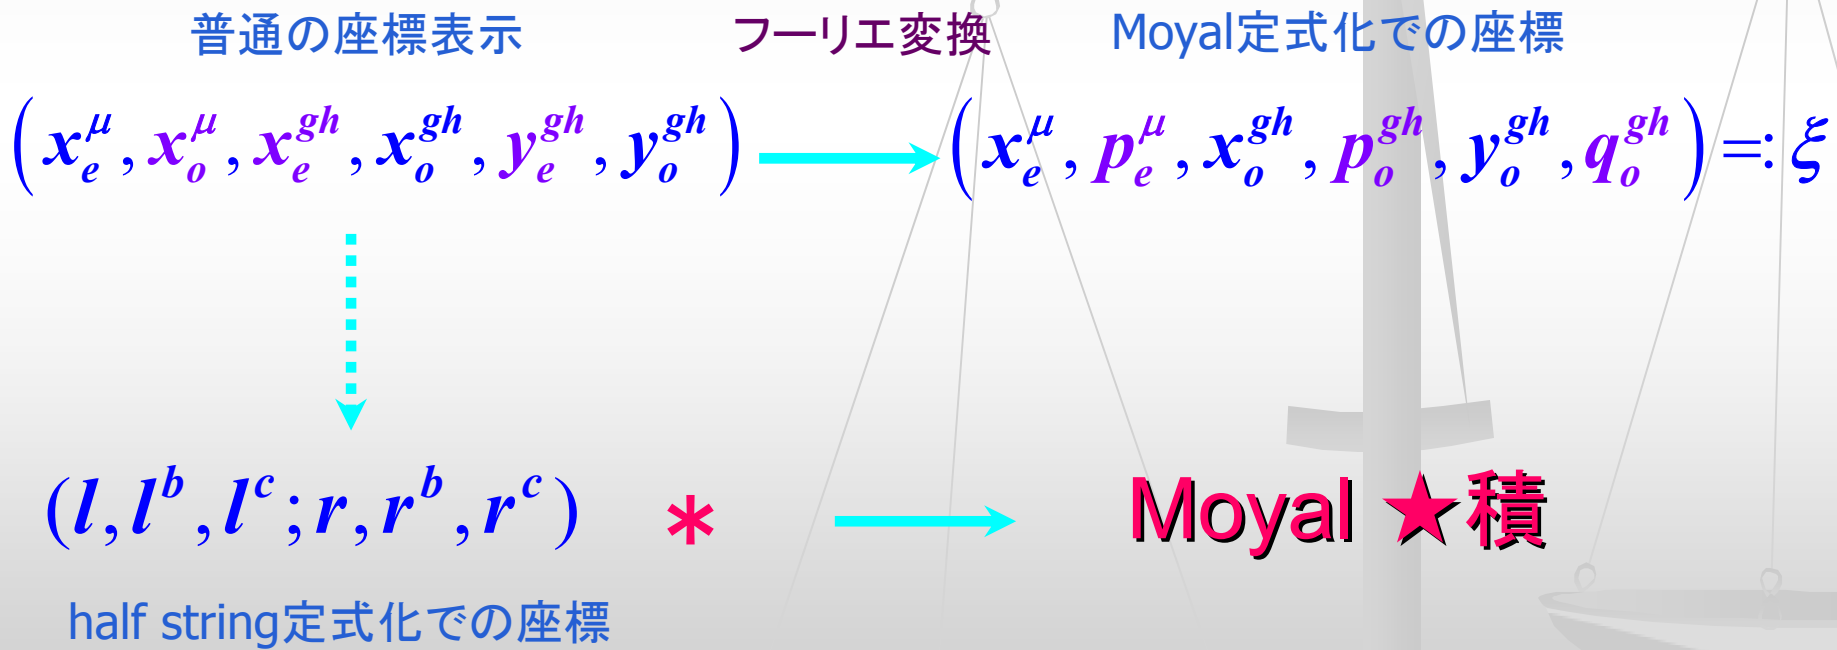 普通の座標表示 フーリエ変換 Moyal定式化での座標
(x_e^μ, x_o^μ, x_e^{gh}, x_o^{gh}, y_e^{gh}, y_o^{gh}) → (x_e^μ, p_e^μ, x_o^{gh}, p_o^{gh}, y_o^{gh}, q_o^{gh}) =: ξ
(l, l^b, l^c; r, r^b, r^c) * → Moyal ★積
half string定式化での座標